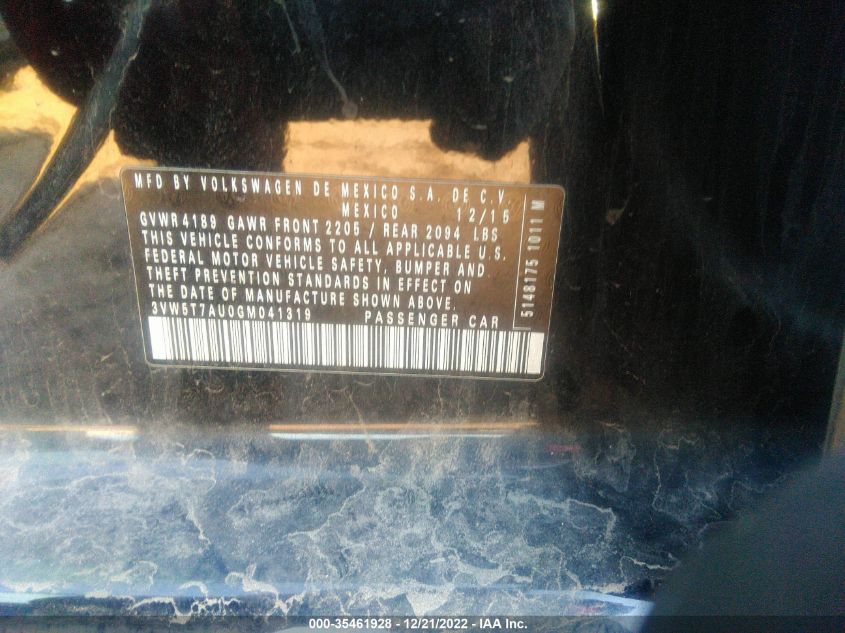 MFD BY VOLKSWAGEN DE MEXICO S.A. DE C.V.
MEXICO 12/15
GVWR 4189 GAWR FRONT 2205 / REAR 2094 LBS
THIS VEHICLE CONFORMS TO ALL APPLICABLE U.S.
FEDERAL MOTOR VEHICLE SAFETY, BUMPER AND
THEFT PREVENTION STANDARDS IN EFFECT ON
THE DATE OF MANUFACTURE SHOWN ABOVE.
3VW5T7AU0GM041319 PASSENGER CAR
5148175 1011 M
000-35461928 - 12/21/2022 - IAA Inc.